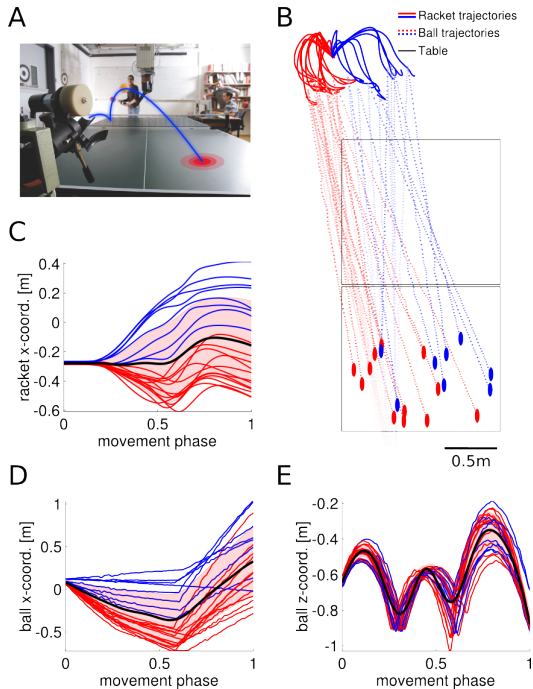 A
B
Racket trajectories
Ball trajectories
Table
0.5m
C
racket x-coord. [m]
0.4
0.2
0
-0.2
-0.4
-0.6
0
0.5
1
movement phase
D
ball x-coord. [m]
1
0.5
0
-0.5
0
0.5
1
movement phase
E
ball z-coord. [m]
-0.2
-0.4
-0.6
-0.8
-1
0
0.5
1
movement phase